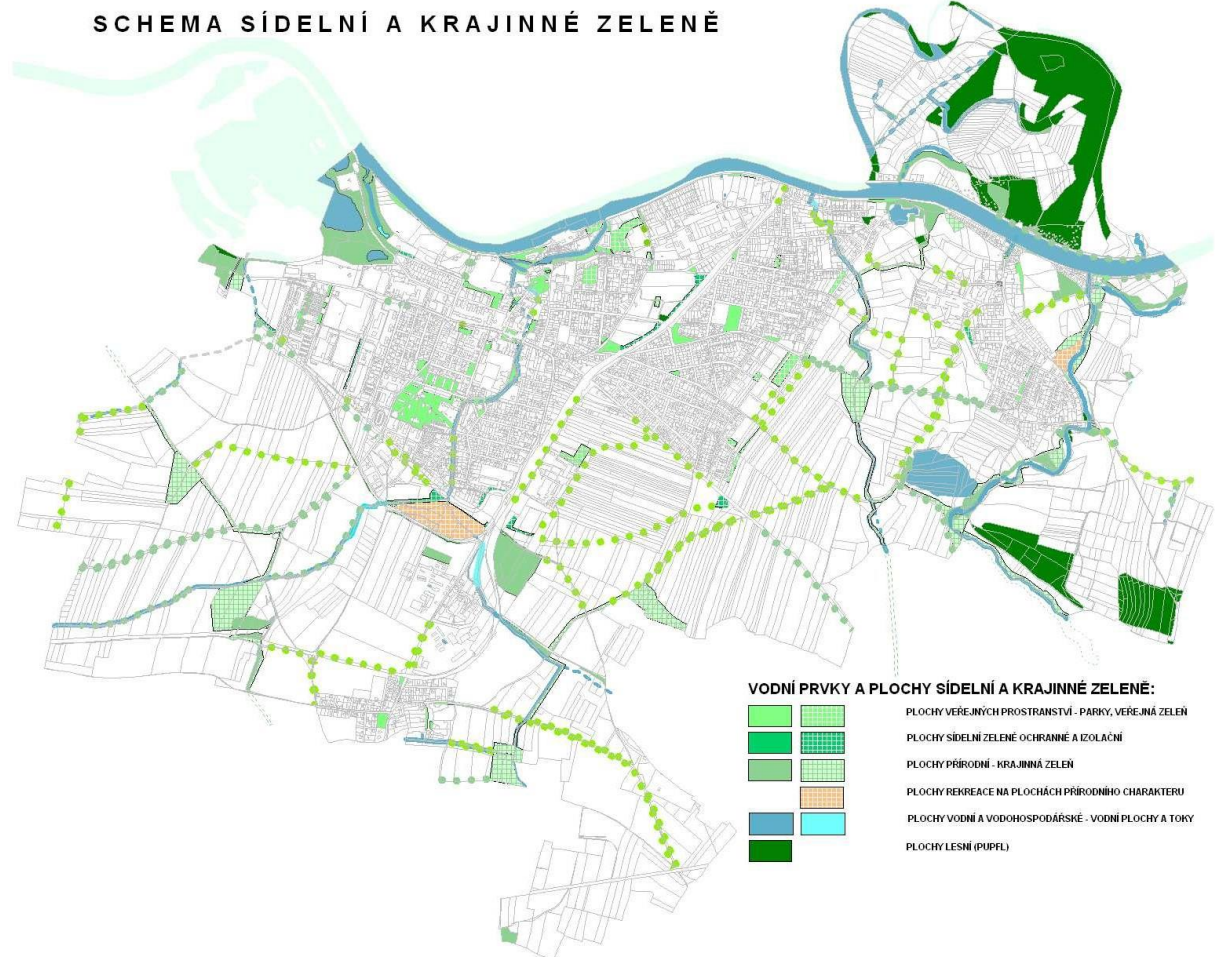 SCHEMA SÍDELNÍ A KRAJINNÉ ZELENĚ
VODNÍ PRVKY A PLOCHY SÍDELNÍ A KRAJINNÉ ZELENĚ:
PLOCHY VEŘEJNÝCH PROSTRANSTVÍ - PARKY, VEŘEJNÁ ZELEŇ
PLOCHY SÍDELNÍ ZELENĚ OCHRANNÉ A IZOLAČNÍ
PLOCHY PŘÍRODNÍ - KRAJINNÁ ZELEŇ
PLOCHY REKREACE NA PLOCHÁCH PŘÍRODNÍHO CHARAKTERU
PLOCHY VODNÍ A VODOHOSPODÁŘSKÉ - VODNÍ PLOCHY A TOKY
PLOCHY LESNÍ (PUPFL)